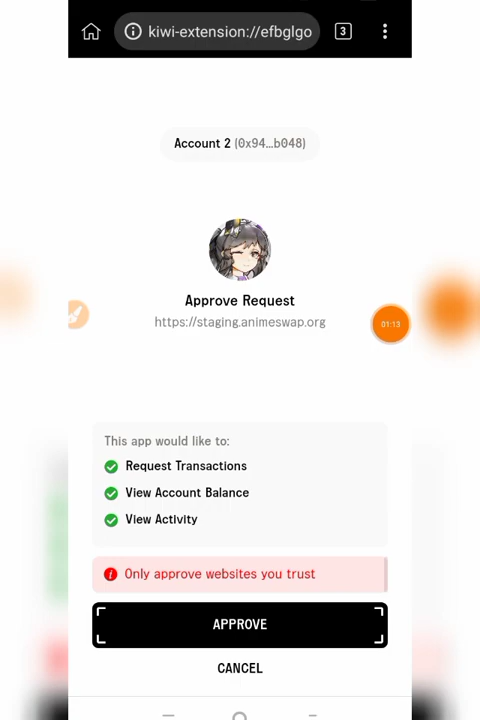 kiwi-extension://efbglgo
3
Account 2 (0x94...b048)
Approve Request
https://staging.animeswap.org
01:13
This app would like to:
Request Transactions
View Account Balance
View Activity
Only approve websites you trust
APPROVE
CANCEL